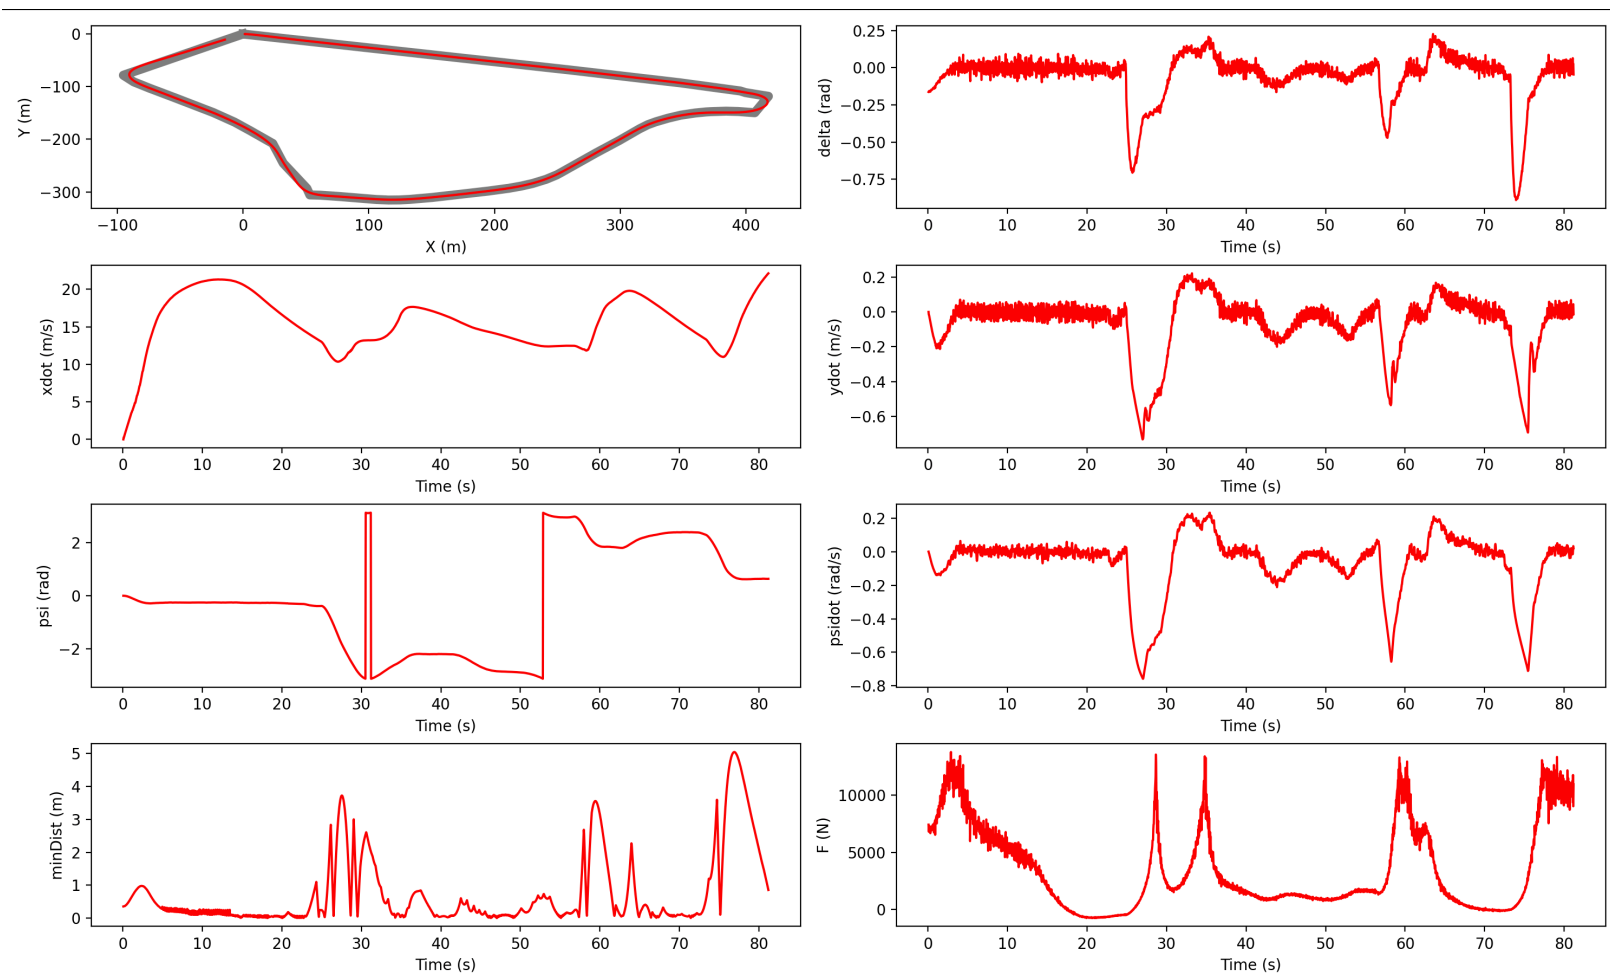 0
−100
−200
−300
Y (m)
−100 0 100 200 300 400
X (m)
0.25
0.00
−0.25
−0.50
−0.75
delta (rad)
0 10 20 30 40 50 60 70 80
Time (s)
20
15
10
5
0
xdot (m/s)
0 10 20 30 40 50 60 70 80
Time (s)
0.2
0.0
−0.2
−0.4
−0.6
ydot (m/s)
0 10 20 30 40 50 60 70 80
Time (s)
2
0
−2
psi (rad)
0 10 20 30 40 50 60 70 80
Time (s)
0.2
0.0
−0.2
−0.4
−0.6
−0.8
psidot (rad/s)
0 10 20 30 40 50 60 70 80
Time (s)
5
4
3
2
1
0
minDist (m)
0 10 20 30 40 50 60 70 80
Time (s)
10000
5000
0
F (N)
0 10 20 30 40 50 60 70 80
Time (s)